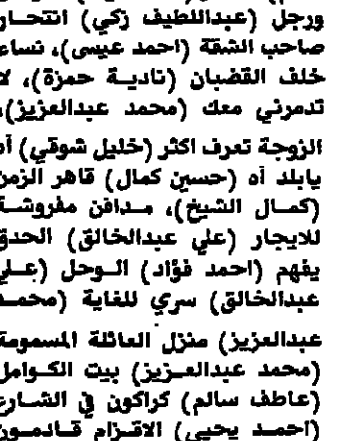 ورجل (عبداللطيف زكي) انتحار
صاحب الشقة (احمد عيسى)، نساء
خلف القضبان (نادية حمزة)، لا
تدمرني معك (محمد عبدالعزيز)،
الزوجة تعرف اكثر (خليل شوقي) أه
يابلد أه (حسين كمال) قاهر الزمن
(كمال الشيخ)، مدافن مفروشة
للايجار (علي عبدالخالق) الحدق
يفهم (احمد فؤاد) الوحل (علي
عبدالخالق) سري للغاية (محمد
عبدالعزيز) منزل العائلة المسمومة
(محمد عبدالعزيز) بيت الكوامل
(عاطف سالم) كراكون في الشارع
(احمد يحيى) الاقزام قادمون